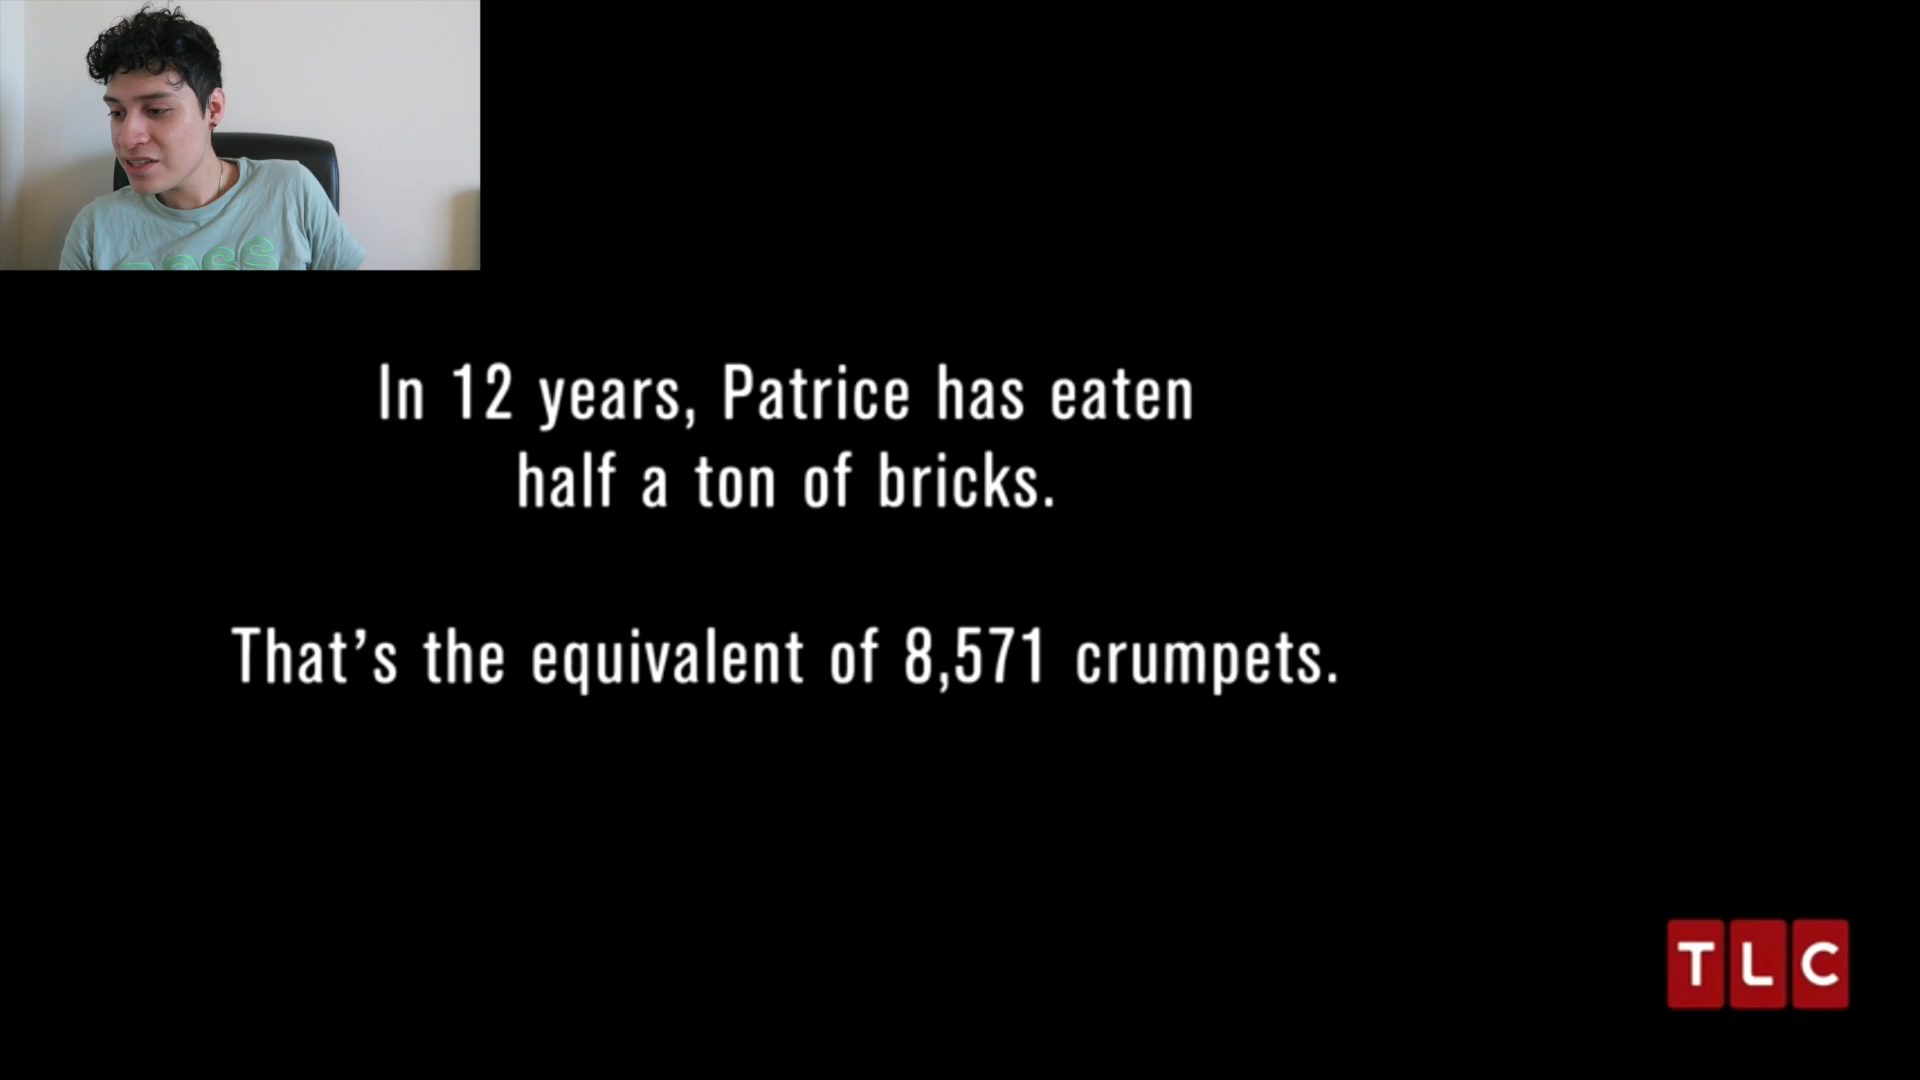 In 12 years, Patrice has eaten
half a ton of bricks.
That’s the equivalent of 8,571 crumpets.
TLC